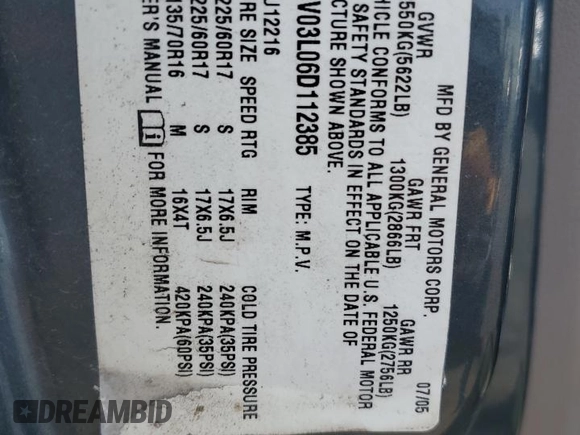 MFD BY GENERAL MOTORS CORP. 07/05
GVWR GAWR FRT GAWR RR
550KG(5622LB) 1300KG(2866LB) 1250KG(2756LB)
HICLE CONFORMS TO ALL APPLICABLE U.S. FEDERAL MOTOR
SAFETY STANDARDS IN EFFECT ON THE DATE OF
CTURE SHOWN ABOVE.
V03L06D112385 TYPE: M.P.V.
J12216
RE SIZE SPEED RTG RIM COLD TIRE PRESSURE
225/60R17 S 17X6.5J 240KPA(35PSI)
225/60R17 S 17X6.5J 240KPA(35PSI)
135/70R16 M 16X4T 420KPA(60PSI)
ER'S MANUAL FOR MORE INFORMATION.
DREAMBID